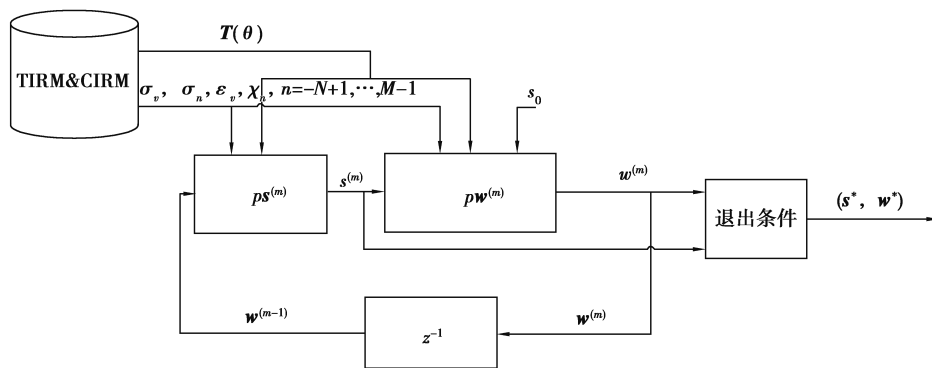 T(θ)
TIRM&CIRM
σ_v, σ_n, ε_v, χ_n, n=-N+1,⋯,M-1
s_0
ps^(m)
s^(m)
pw^(m)
w^(m)
退出条件
(s*, w*)
w^(m-1)
z^-1
w^(m)